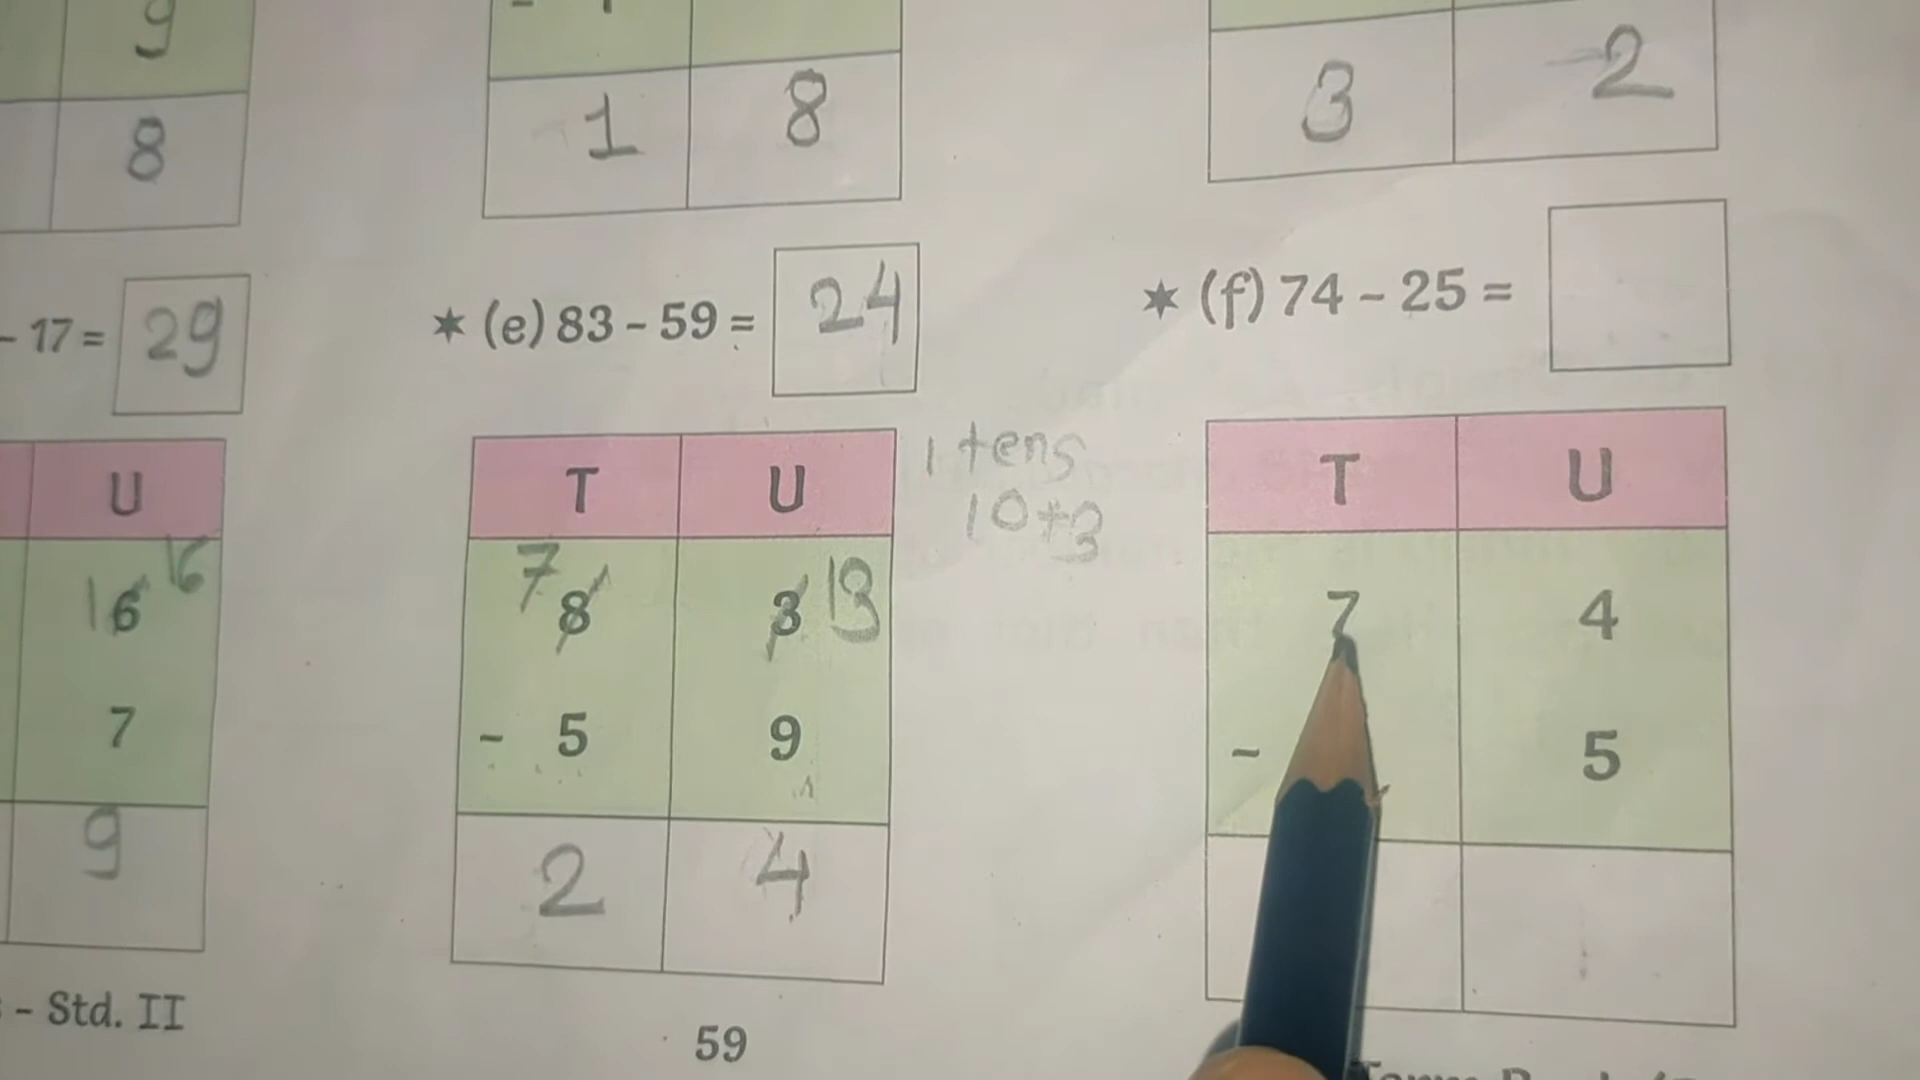 9
8
1 8
3 2
- 17 = 29
✶ (e) 83 - 59 = 24
✶ (f) 74 - 25 =
U
16 16
7
9
T U
7 8 3 13
- 5 9
2 4
1 tens
10+3
T U
7 4
- 5
- Std. II
59